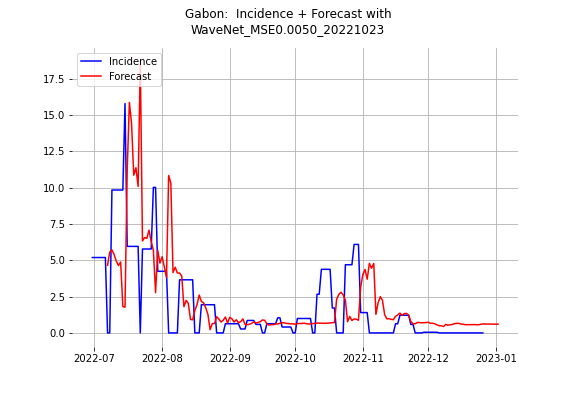 Gabon:  Incidence + Forecast with
WaveNet_MSE0.0050_20221023
Incidence
Forecast
17.5
15.0
12.5
10.0
7.5
5.0
2.5
0.0
2022-07 2022-08 2022-09 2022-10 2022-11 2022-12 2023-01